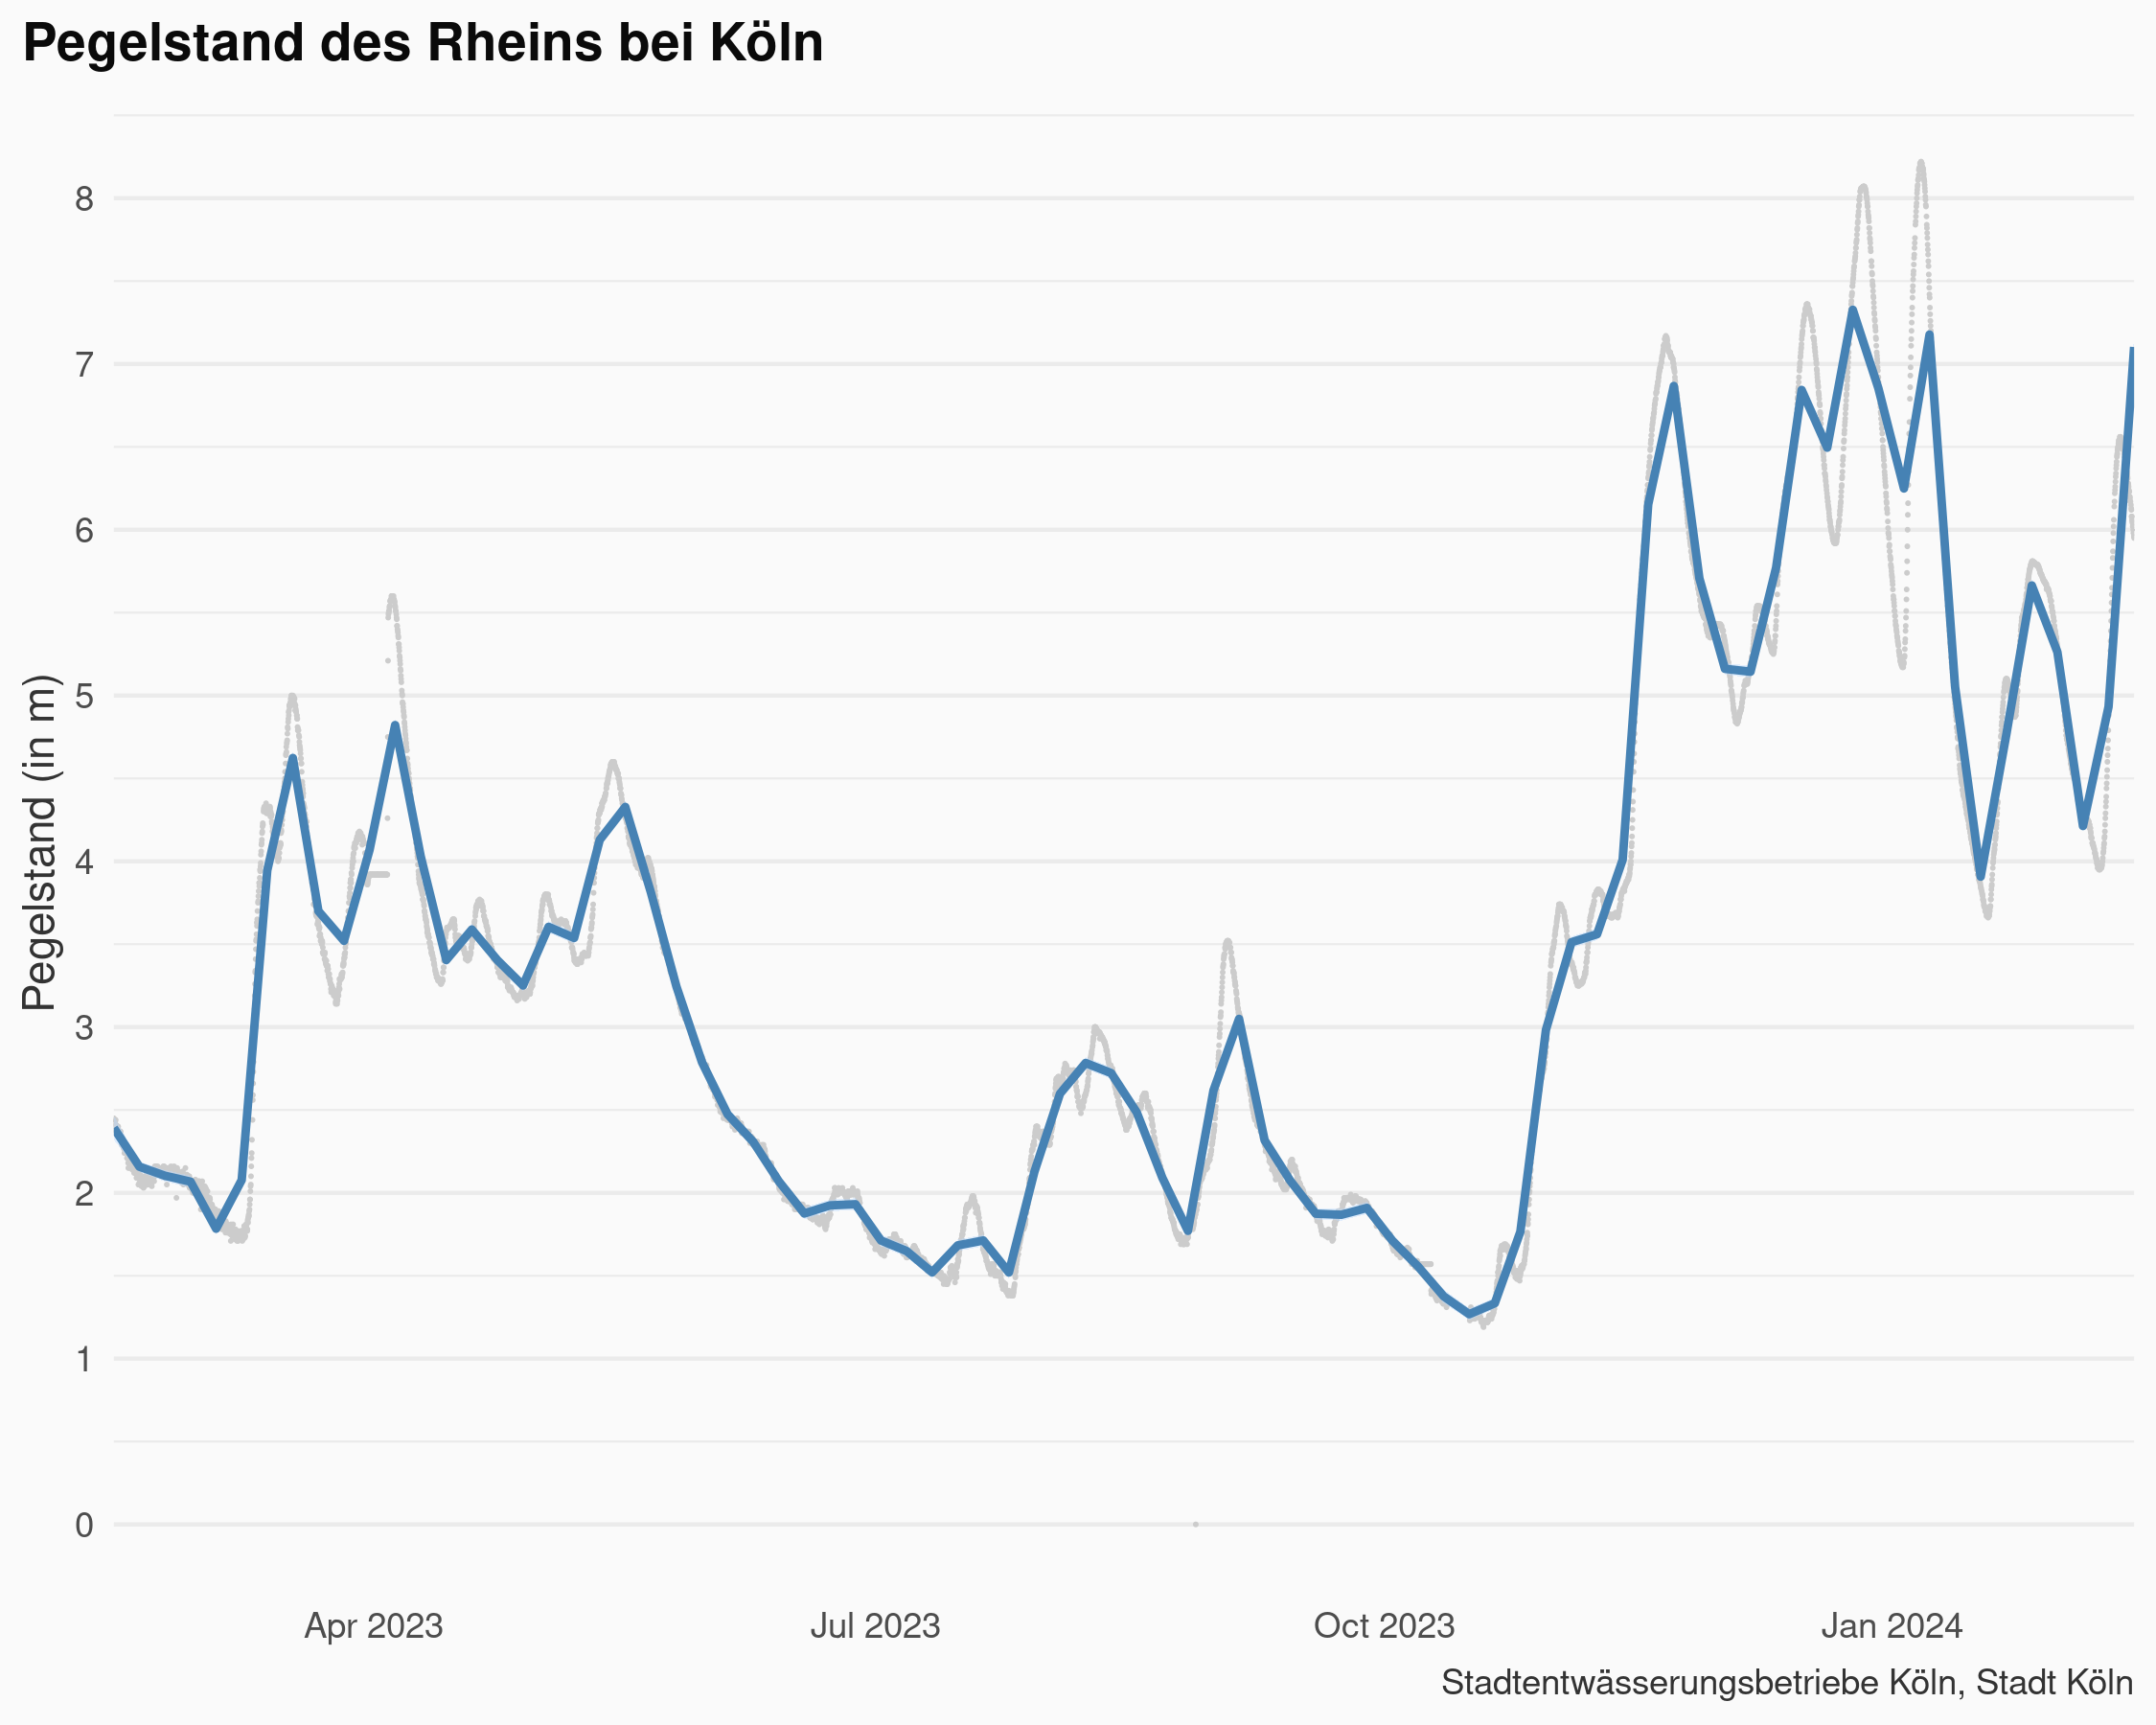 Pegelstand des Rheins bei Köln
Pegelstand (in m)
8
7
6
5
4
3
2
1
0
Apr 2023
Jul 2023
Oct 2023
Jan 2024
Stadtentwässerungsbetriebe Köln, Stadt Köln